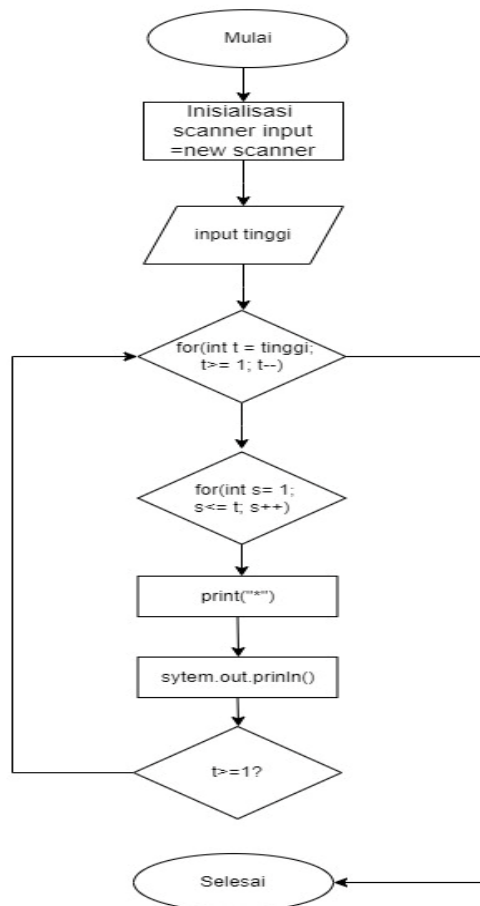 Mulai
Inisialisasi
scanner input
=new scanner
input tinggi
for(int t = tinggi;
t>= 1; t--)
for(int s= 1;
s<= t; s++)
print("*")
sytem.out.prinln()
t>=1?
Selesai